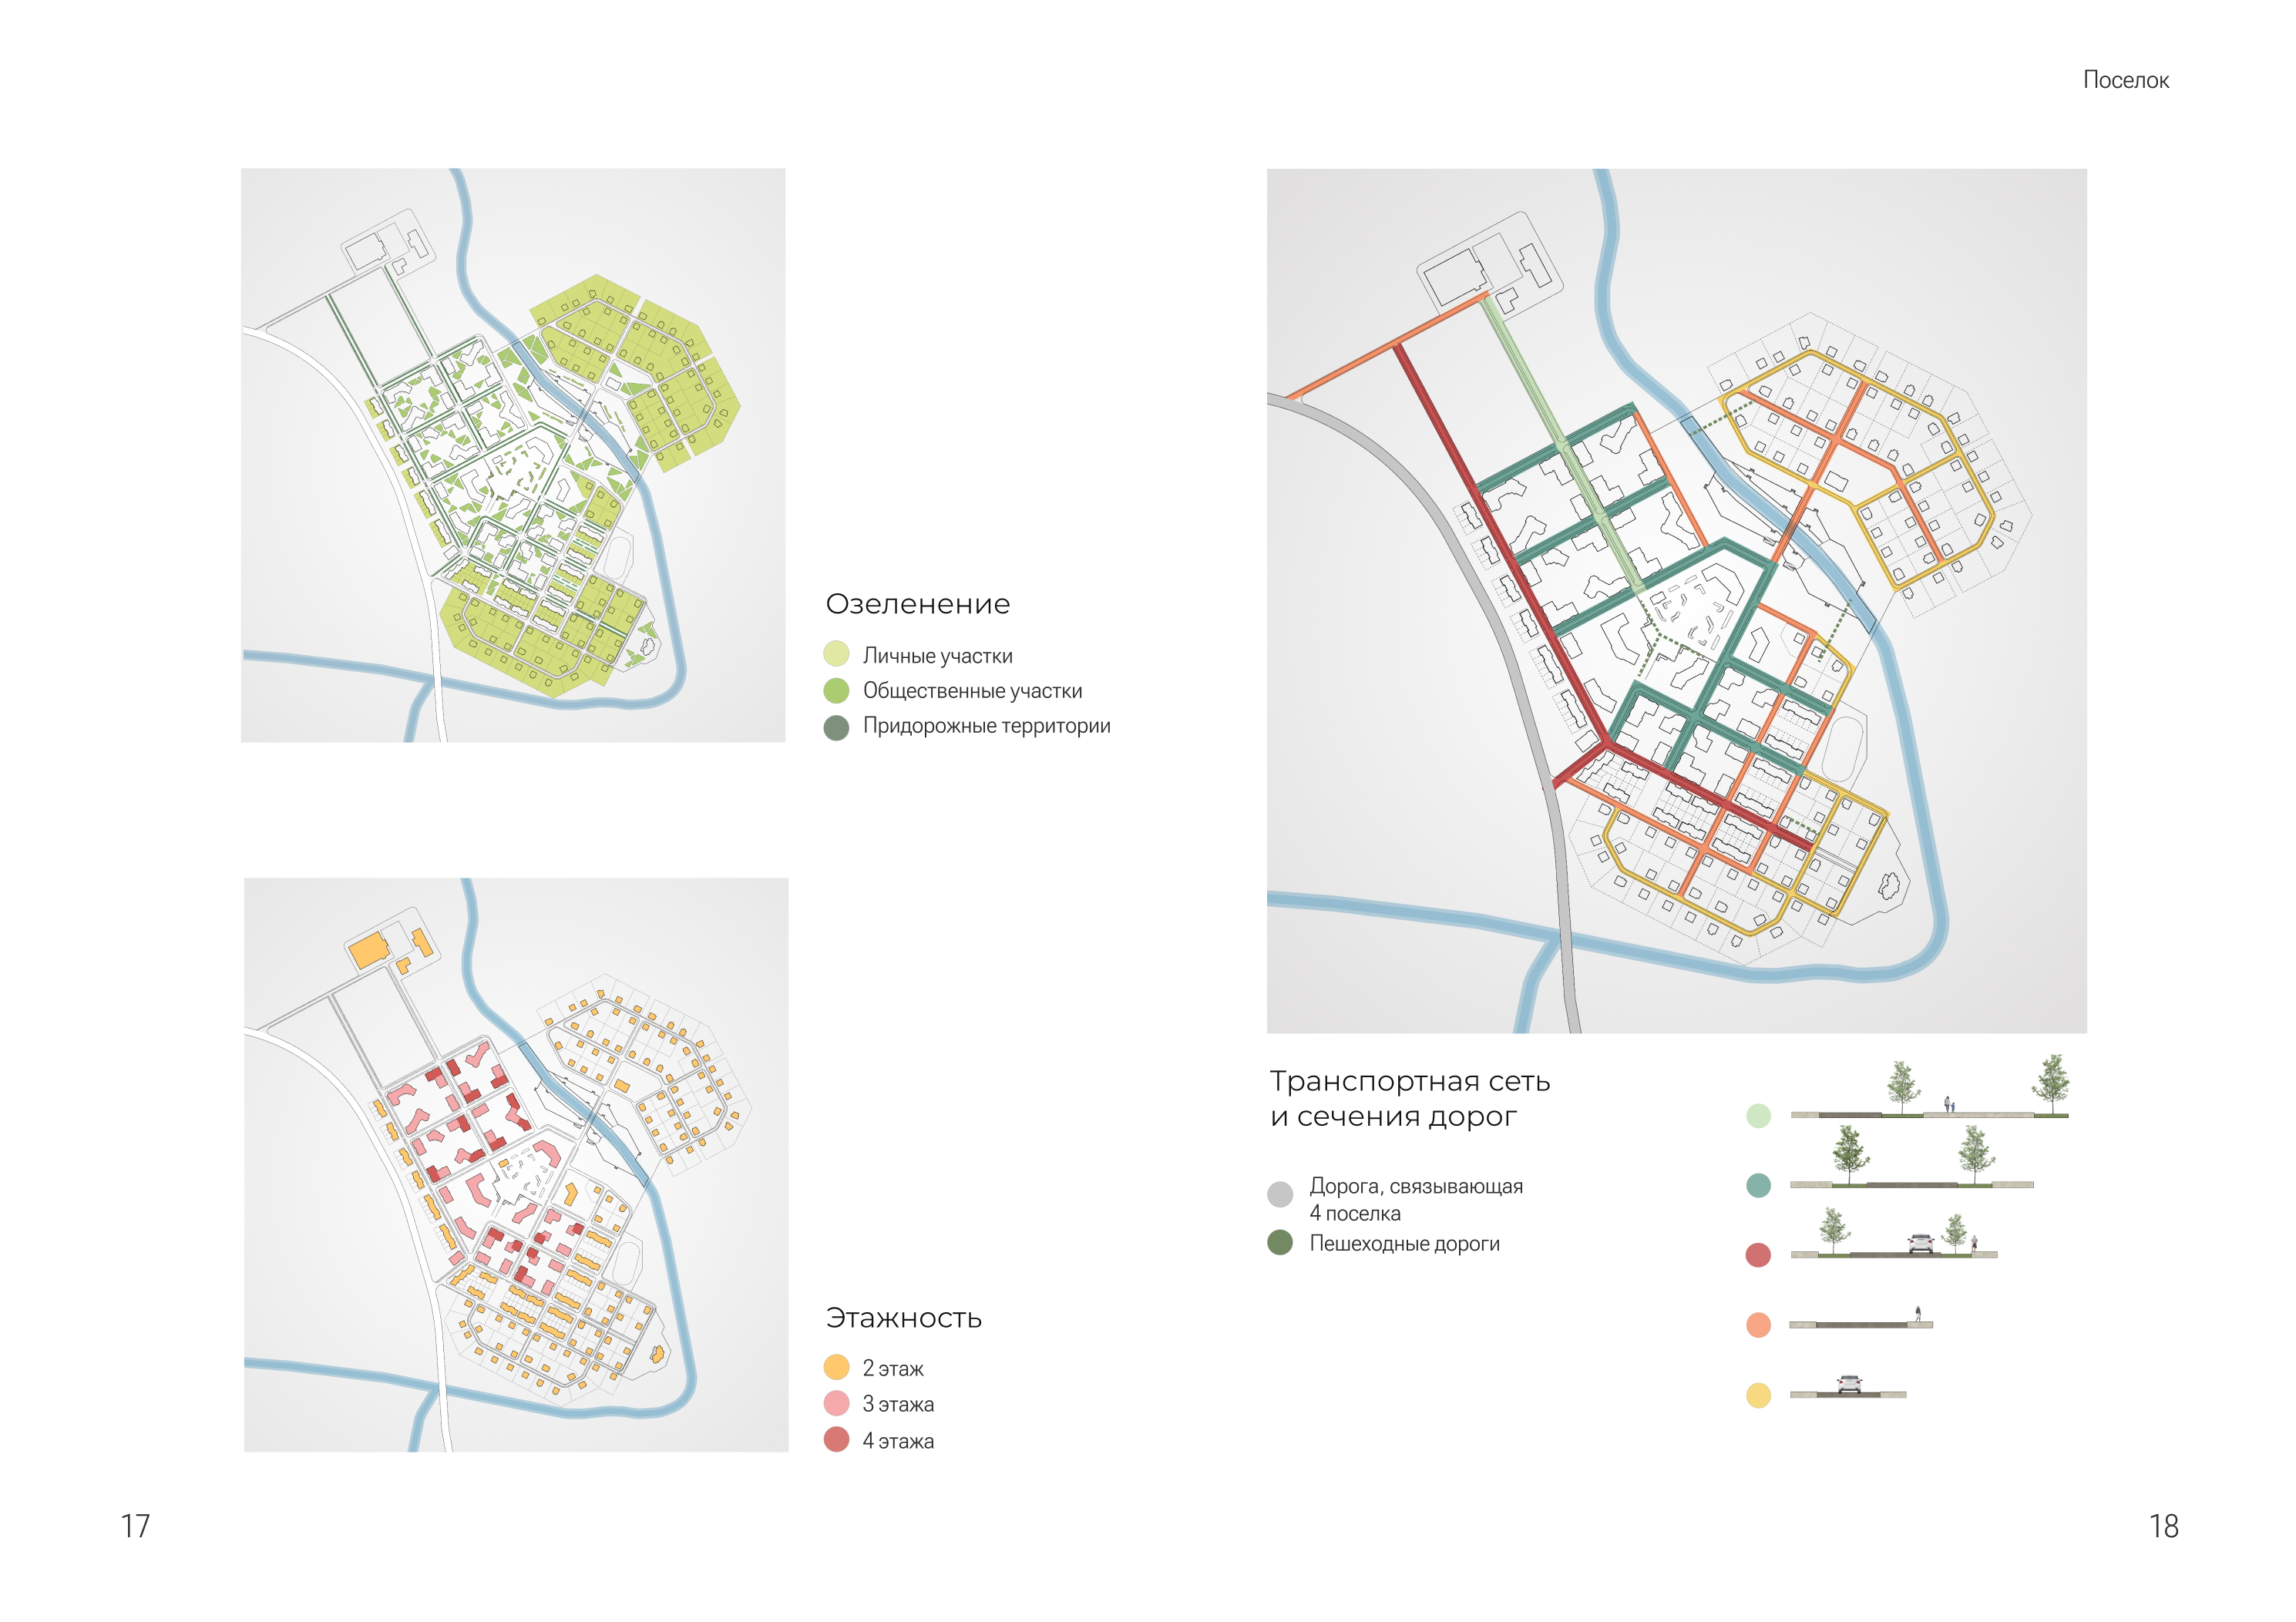 Поселок
Озеленение
Личные участки
Общественные участки
Придорожные территории
Этажность
2 этаж
3 этажа
4 этажа
Транспортная сеть
и сечения дорог
Дорога, связывающая
4 поселка
Пешеходные дороги
17
18